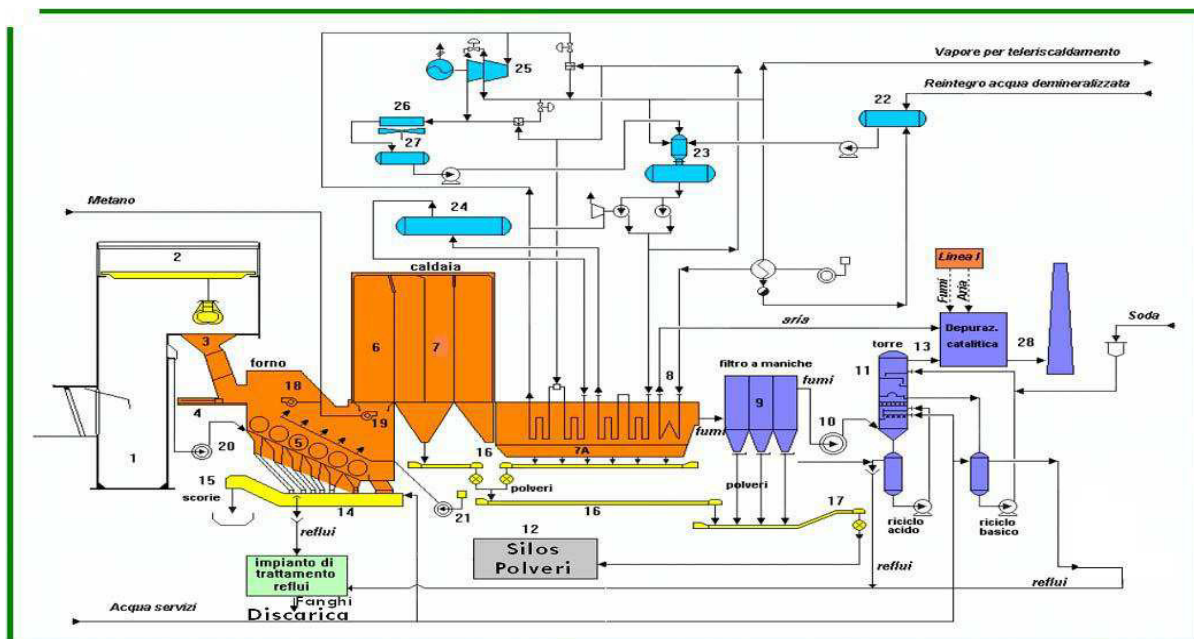 25
Vapore per teleriscaldamento
Reintegro acqua demineralizzata
22
26
27
23
Metano
24
2
caldaia
Linea I
Fumi
Aria
Soda
aria
3
forno
6
7
8
filtro a maniche
torre
Depuraz.
catalitica
13
28
11
18
fumi
9
4
19
fumi
10
20
5
1
7A
16
15
scorie
polveri
polveri
17
14
21
16
riciclo
acido
riciclo
basico
12
reflui
Silos
Polveri
impianto di
trattamento
reflui
reflui
reflui
Fanghi
Discarica
Acqua servizi